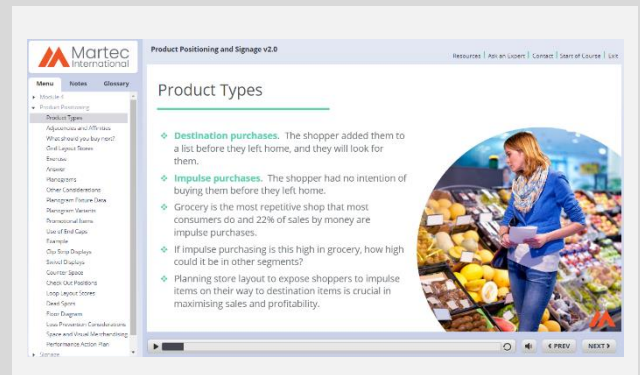 Martec
International
Product Positioning and Signage v2.0
Resources | Ask an Expert | Contact | Start of Course | Exit
Menu Notes Glossary
Module 4
Product Positioning
Product Types
Adjacencies and Affinities
What should you buy next?
Grid Layout Stores
Exercise
Answer
Planograms
Other Considerations
Planogram Fixture Data
Planogram Variants
Promotional Items
Use of End Caps
Example
Clip Strip Displays
Swivel Displays
Counter Space
Check Out Positions
Loop Layout Stores
Dead Spots
Floor Diagram
Loss Prevention Considerations
Space and Visual Merchandising
Performance Action Plan
Signage
Product Types
Destination purchases. The shopper added them to
a list before they left home, and they will look for
them.
Impulse purchases. The shopper had no intention of
buying them before they left home.
Grocery is the most repetitive shop that most
consumers do and 22% of sales by money are
impulse purchases.
If impulse purchasing is this high in grocery, how high
could it be in other segments?
Planning store layout to expose shoppers to impulse
items on their way to destination items is crucial in
maximising sales and profitability.
PREV NEXT